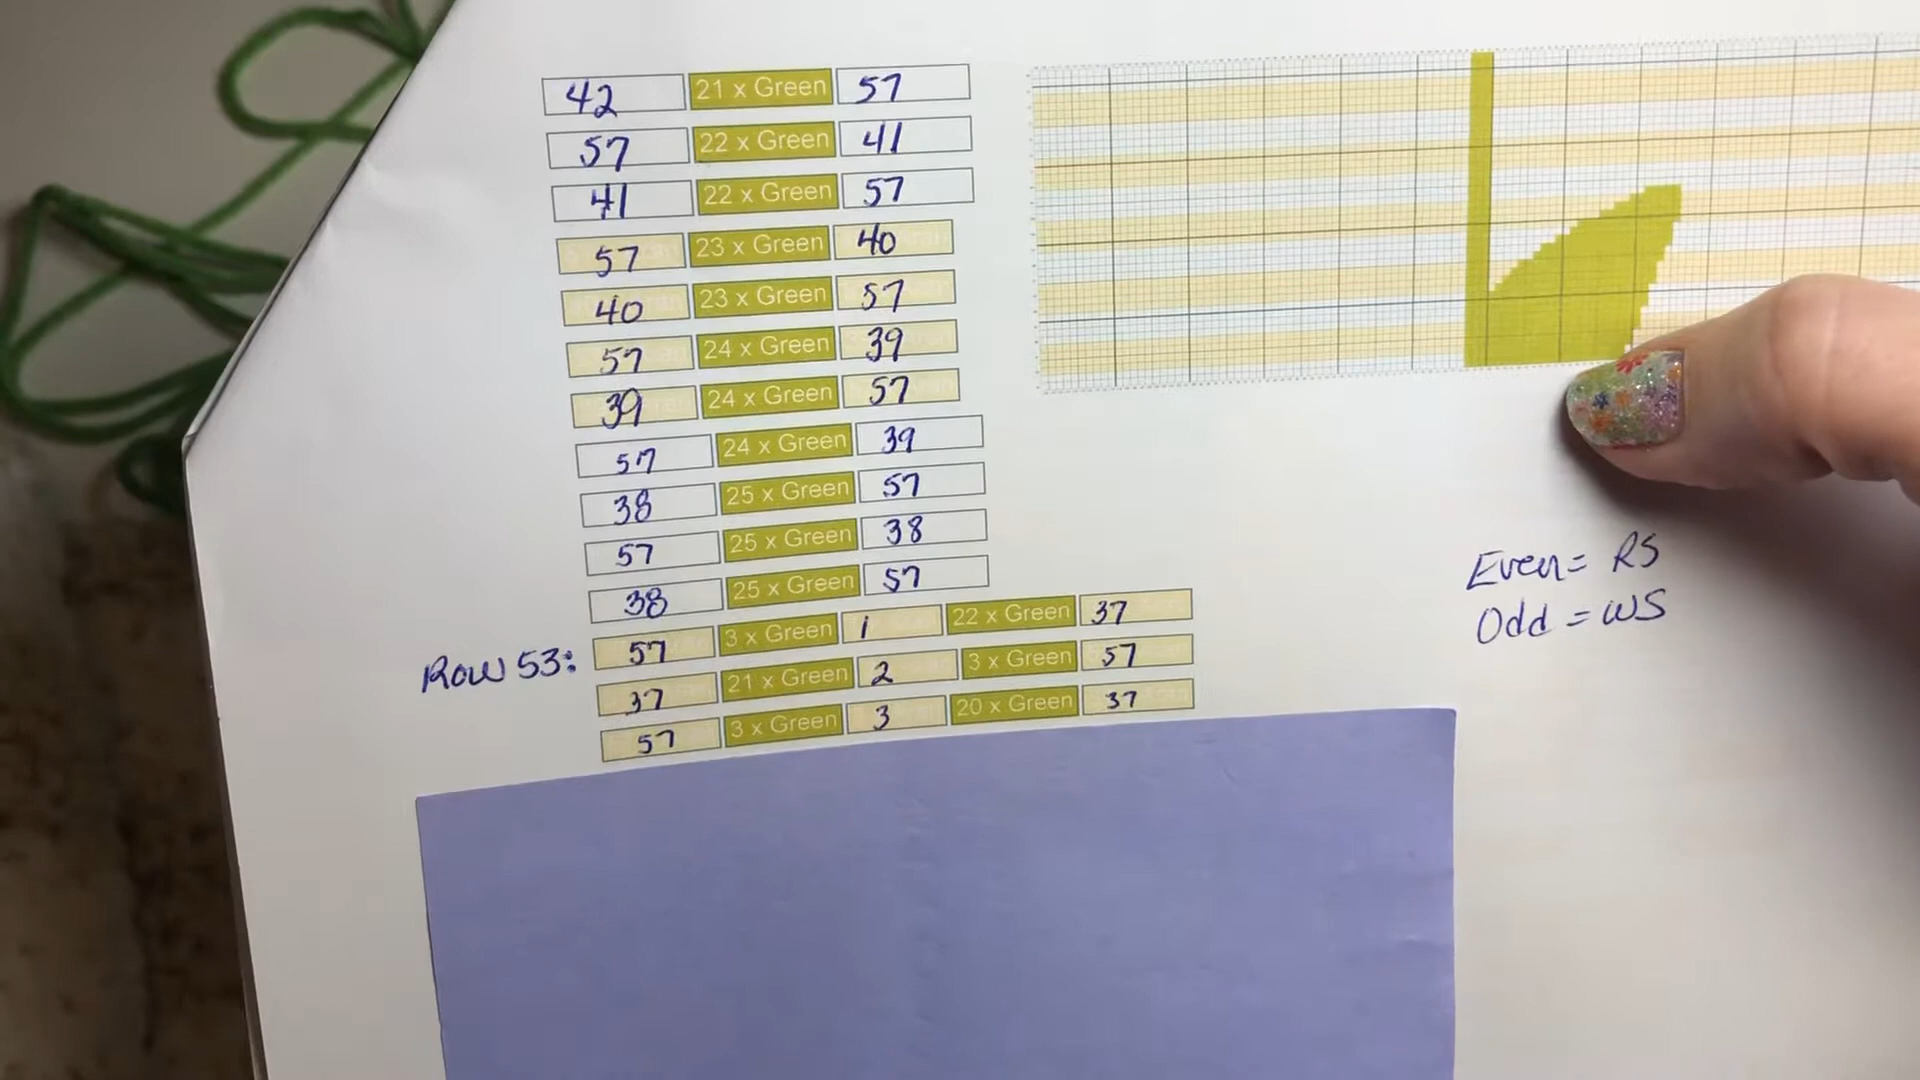 42 21 x Green 57
57 22 x Green 41
41 22 x Green 57
57 23 x Green 40
40 23 x Green 57
57 24 x Green 39
39 24 x Green 57
57 24 x Green 39
38 25 x Green 57
57 25 x Green 38
38 25 x Green 57
Row 53: 57 3 x Green 1 22 x Green 37
37 21 x Green 2 3 x Green 57
57 3 x Green 3 20 x Green 37
Even = RS
Odd = WS